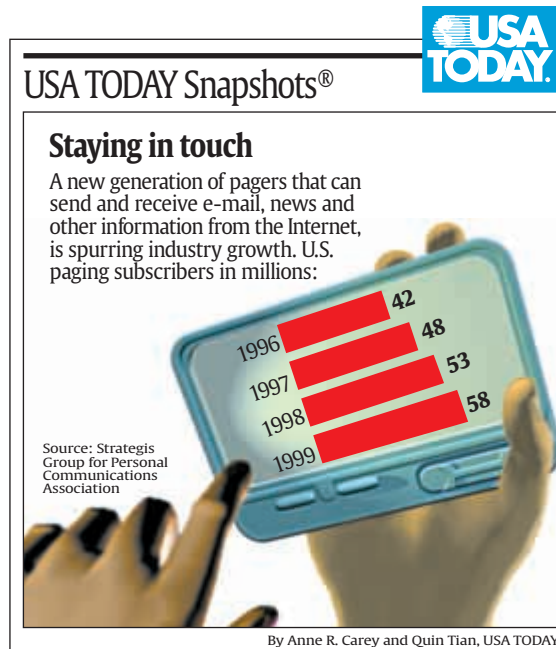 USA
TODAY.
USA TODAY Snapshots®
Staying in touch
A new generation of pagers that can
send and receive e-mail, news and
other information from the Internet,
is spurring industry growth. U.S.
paging subscribers in millions:
1996 42
1997 48
1998 53
1999 58
Source: Strategis
Group for Personal
Communications
Association
By Anne R. Carey and Quin Tian, USA TODAY